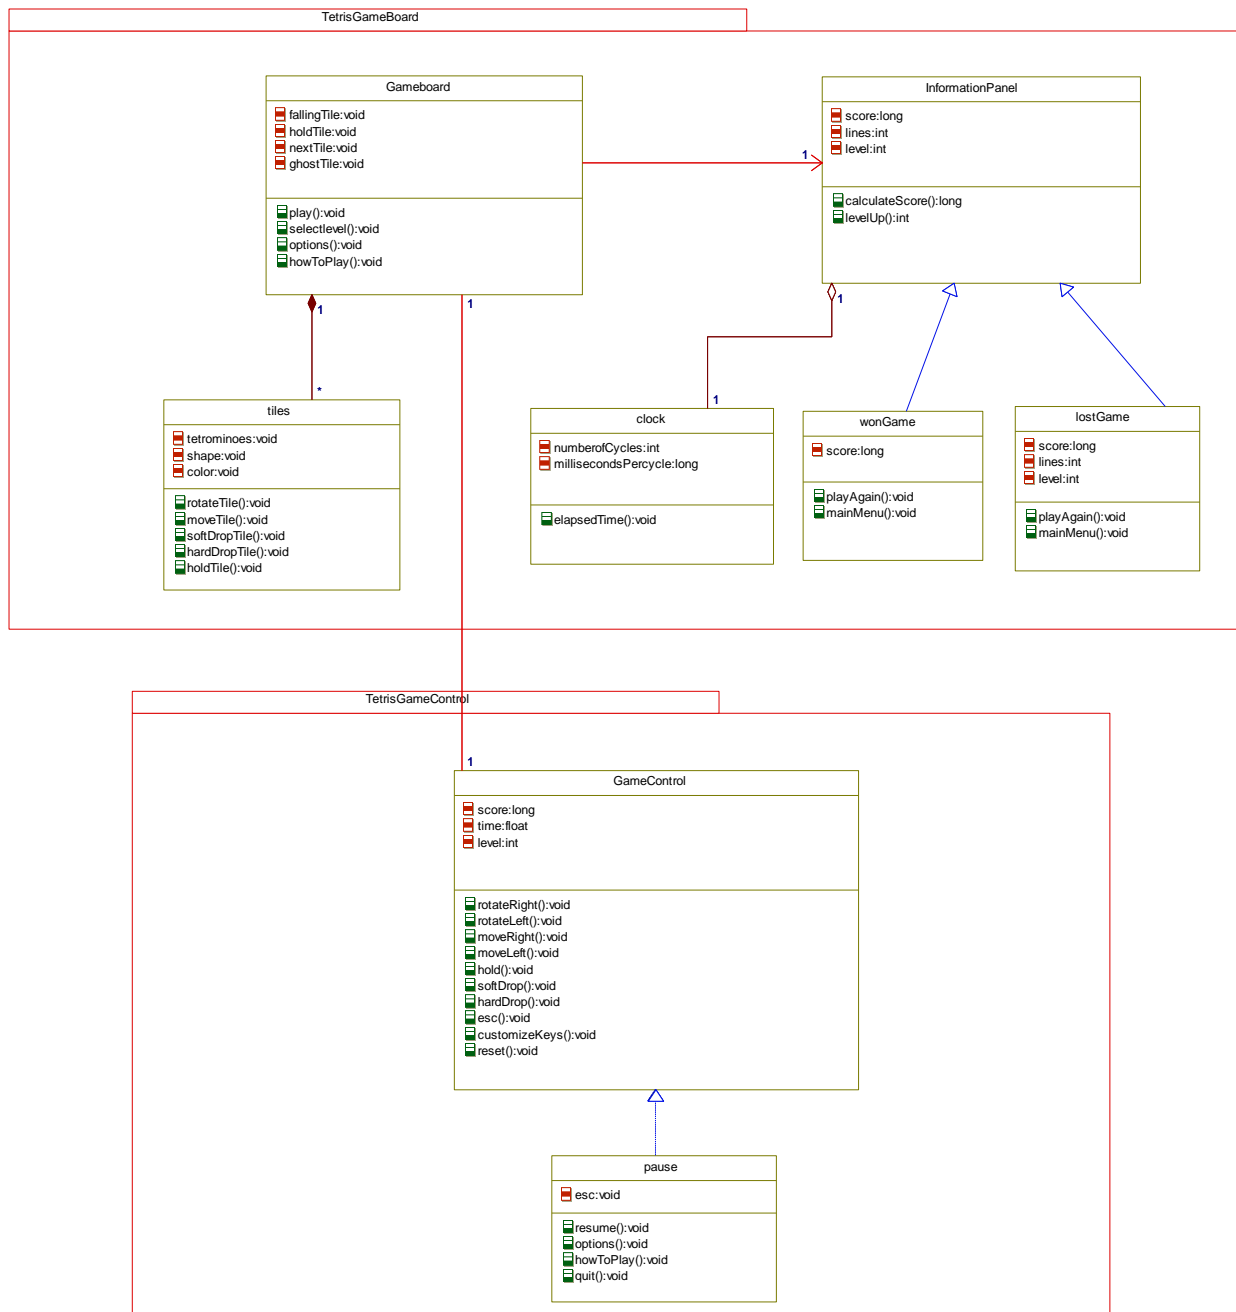 TetrisGameBoard
Gameboard
fallingTile:void
holdTile:void
nextTile:void
ghostTile:void
play():void
selectlevel():void
options():void
howToPlay():void
InformationPanel
score:long
lines:int
level:int
calculateScore():long
levelUp():int
1
1
1
1
*
1
tiles
tetrominoes:void
shape:void
color:void
rotateTile():void
moveTile():void
softDropTile():void
hardDropTile():void
holdTile():void
clock
numberofCycles:int
millisecondsPercycle:long
elapsedTime():void
wonGame
score:long
playAgain():void
mainMenu():void
lostGame
score:long
lines:int
level:int
playAgain():void
mainMenu():void
TetrisGameControl
1
GameControl
score:long
time:float
level:int
rotateRight():void
rotateLeft():void
moveRight():void
moveLeft():void
hold():void
softDrop():void
hardDrop():void
esc():void
customizeKeys():void
reset():void
pause
esc:void
resume():void
options():void
howToPlay():void
quit():void